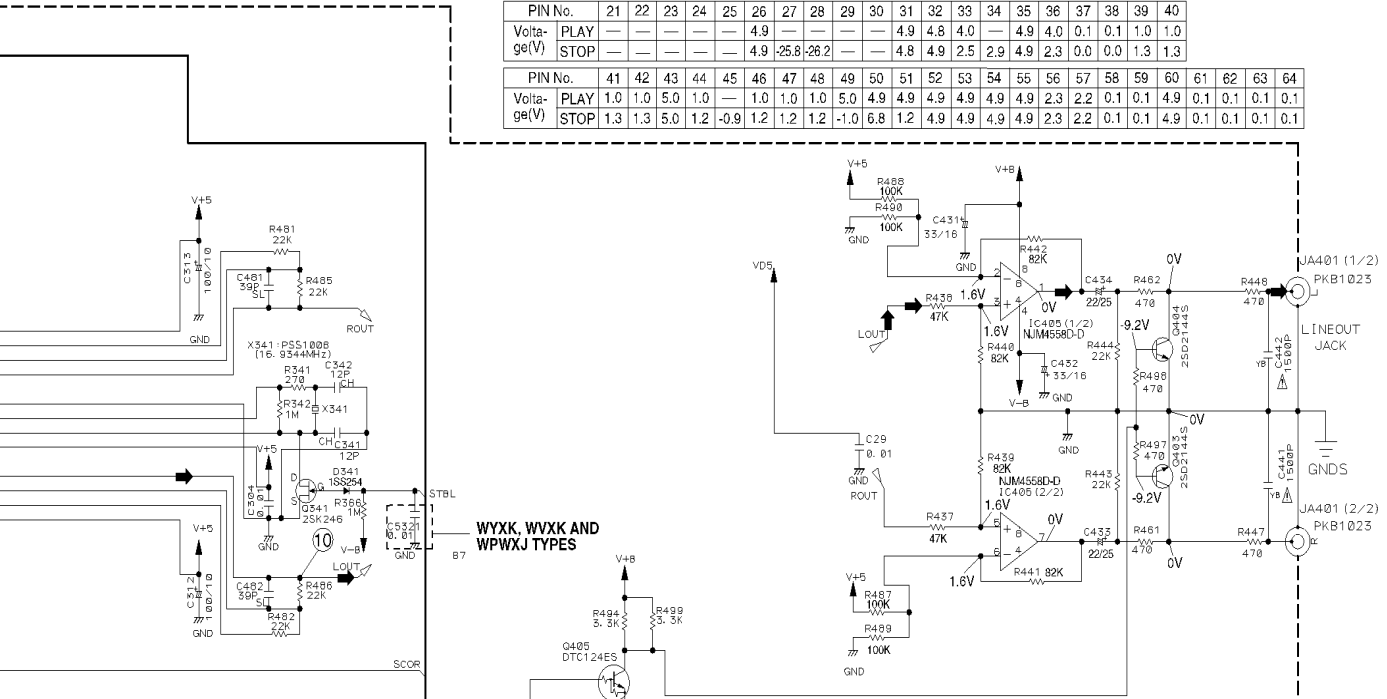 PIN No. 21 22 23 24 25 26 27 28 29 30 31 32 33 34 35 36 37 38 39 40
Volta-ge(V) PLAY — — — — — 4.9 — — — — 4.9 4.8 4.0 — 4.9 4.0 0.1 0.1 1.0 1.0
STOP — — — — — 4.9 -25.8 -26.2 — — 4.8 4.9 2.5 2.9 4.9 2.3 0.0 0.0 1.3 1.3
PIN No. 41 42 43 44 45 46 47 48 49 50 51 52 53 54 55 56 57 58 59 60 61 62 63 64
Volta-ge(V) PLAY 1.0 1.0 5.0 1.0 — 1.0 1.0 1.0 5.0 4.9 4.9 4.9 4.9 4.9 4.9 2.3 2.2 0.1 0.1 4.9 0.1 0.1 0.1 0.1
STOP 1.3 1.3 5.0 1.2 -0.9 1.2 1.2 1.2 -1.0 6.8 1.2 4.9 4.9 4.9 4.9 2.3 2.2 0.1 0.1 4.9 0.1 0.1 0.1 0.1
V+5
R481
22K
C313
100/10
C481
39P
SL
R485
22K
ROUT
GND
X341:PSS1008
(16.9344MHz)
R341
270
C342
12P
CH
R342
1M
X341
CH
C341
12P
V+5
C304
0.01
D
G
S
D341
1SS254
Q341
2SK246
R366
1M
STBL
GND
V-B
C532
0.01
GND
B7
WYXK, WVXK AND
WPWXJ TYPES
10
V+5
C312
100/10
GND
C482
39P
SL
LOUT
R486
22K
R482
22K
SCOR
V+5
R488
100K
R490
100K
GND
V+B
C431
33/16
GND
R442
82K
VD5
1.6V
2
3
8
4
1
0V
R438
47K
LOUT
1.6V
IC405(1/2)
NJM4558D-D
R440
82K
C432
33/16
GND
V-B
C434
22/25
R462
470
0V
-9.2V
Q404
2SD2144S
R444
22K
R498
470
R448
470
C442
1500P
YB
JA401(1/2)
PKB1023
L
LINEOUT
JACK
GND
0V
R497
470
Q403
2SD2144S
-9.2V
GNDS
C441
1500P
YB
JA401(2/2)
PKB1023
R
C29
0.01
GND
ROUT
R439
82K
NJM4558D-D
IC405(2/2)
R443
22K
R437
47K
1.6V
5
8
6
4
7
0V
C433
22/25
R461
470
0V
R447
470
1.6V
R441 82K
V+5
R487
100K
R489
100K
GND
V+B
R494
3.3K
R499
3.3K
Q405
DTC124ES